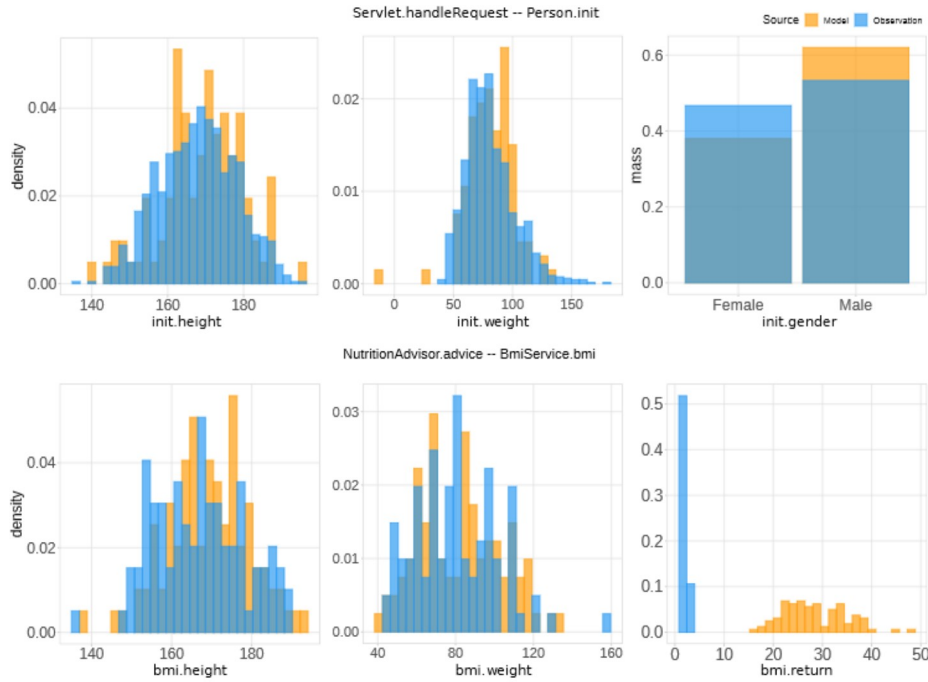 Servlet.handleRequest -- Person.init
Source Model Observation
density
0.04
0.02
0.00
140 160 180
init.height
0.02
0.01
0.00
0 50 100 150
init.weight
mass
0.6
0.4
0.2
0.0
Female Male
init.gender
NutritionAdvisor.advice -- BmiService.bmi
density
0.04
0.02
0.00
140 160 180
bmi.height
0.03
0.02
0.01
0.00
40 80 120 160
bmi.weight
0.5
0.4
0.3
0.2
0.1
0.0
0 10 20 30 40 50
bmi.return